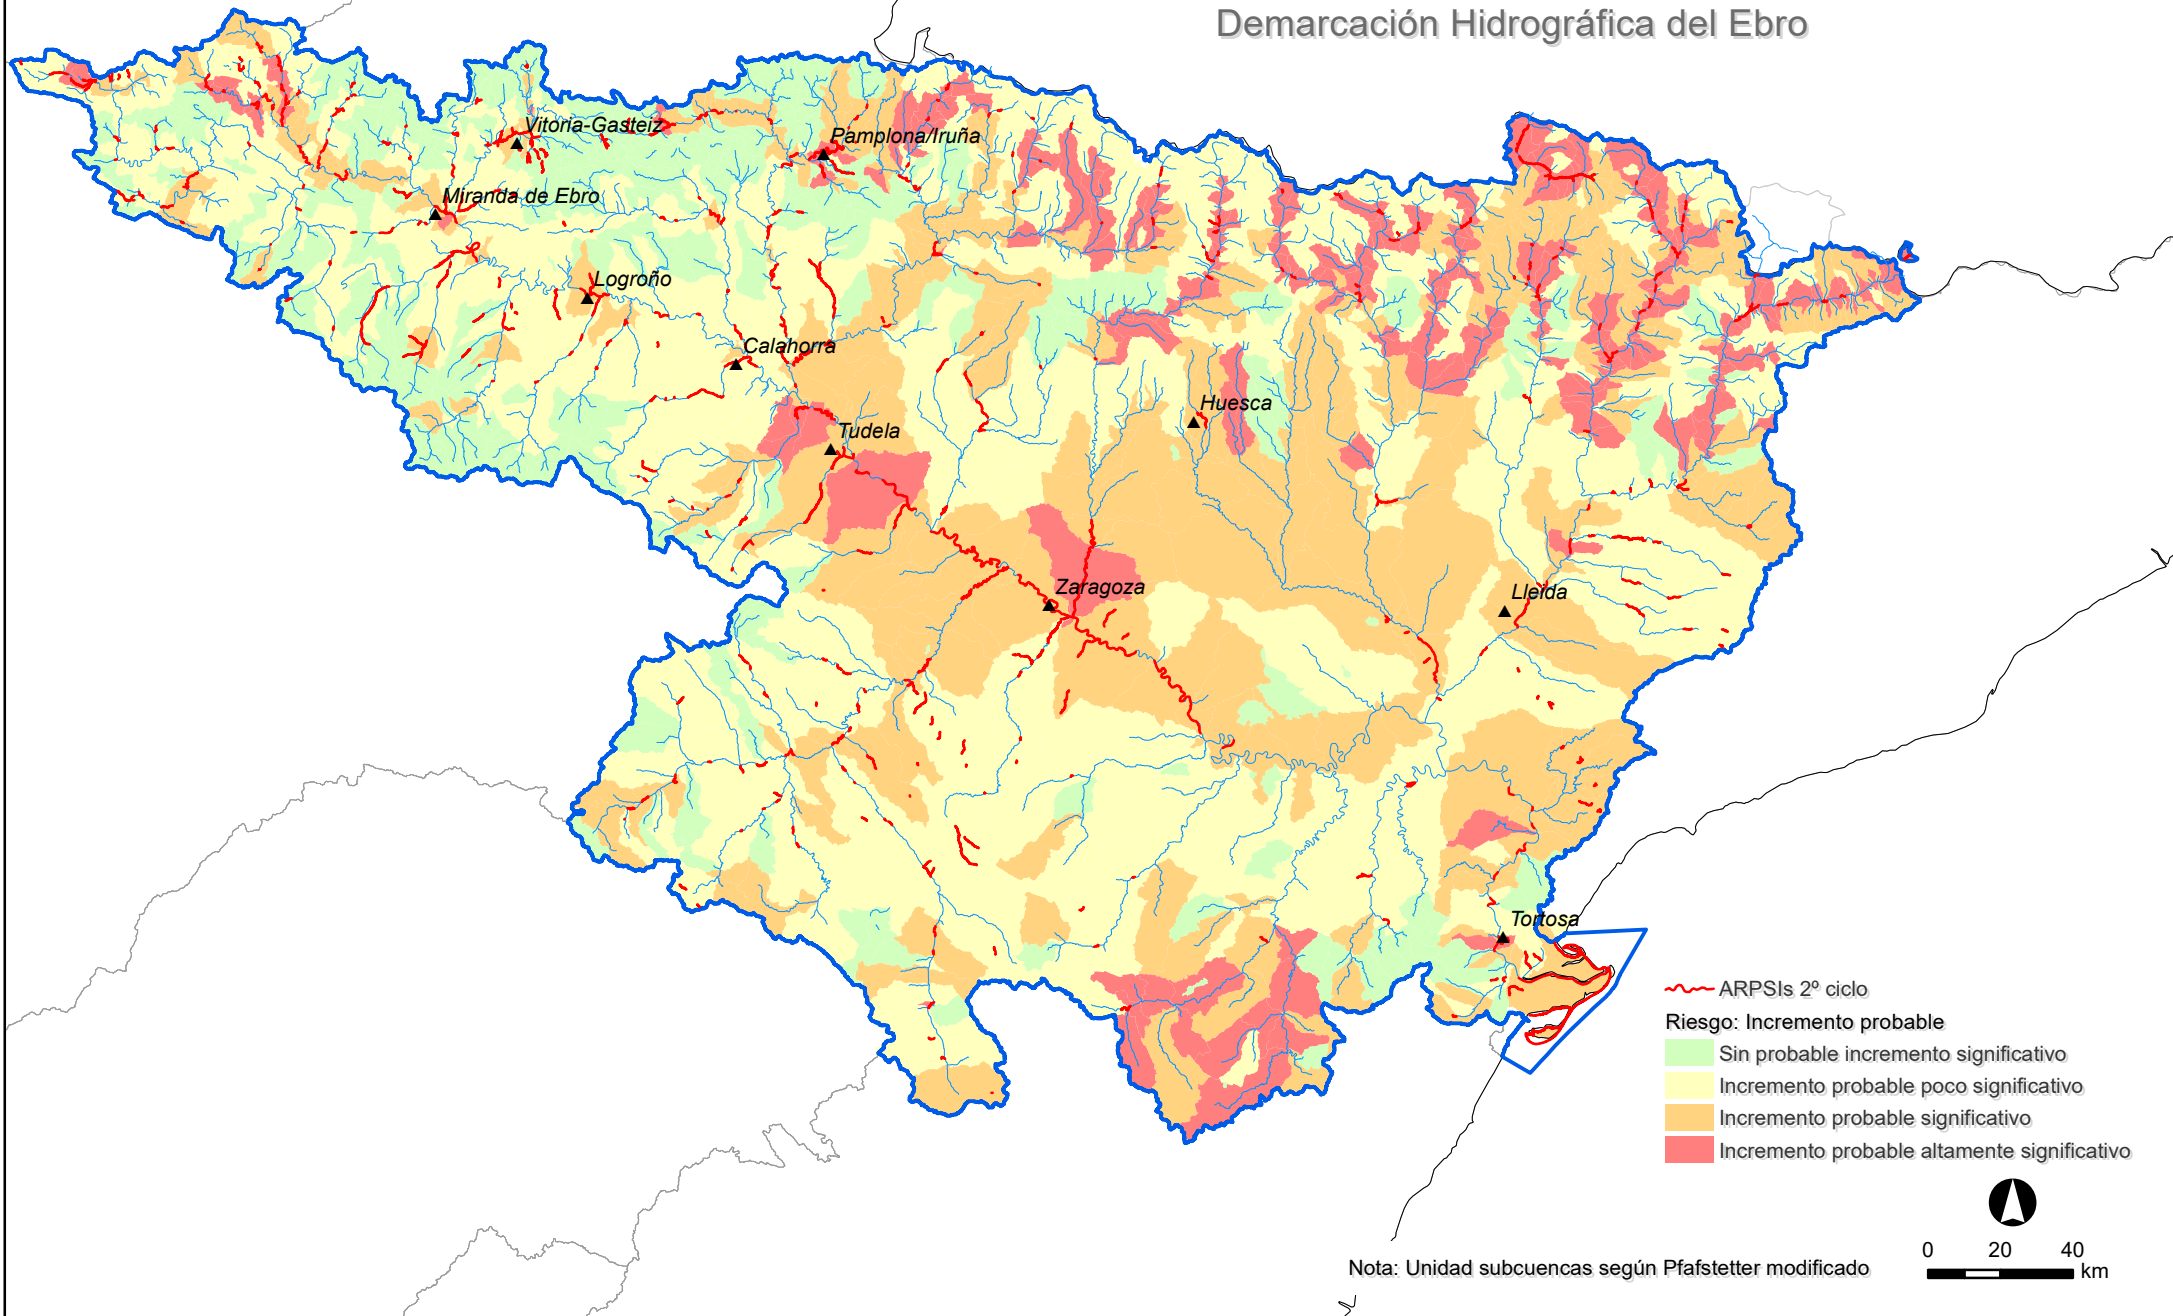 Demarcación Hidrográfica del Ebro
Vitoria-Gasteiz
Pamplona/Iruña
Miranda de Ebro
Logroño
Calahorra
Huesca
Tudela
Zaragoza
Lleida
Tortosa
ARPSIs 2º ciclo
Riesgo: Incremento probable
Sin probable incremento significativo
Incremento probable poco significativo
Incremento probable significativo
Incremento probable altamente significativo
0 20 40
km
Nota: Unidad subcuencas según Pfafstetter modificado